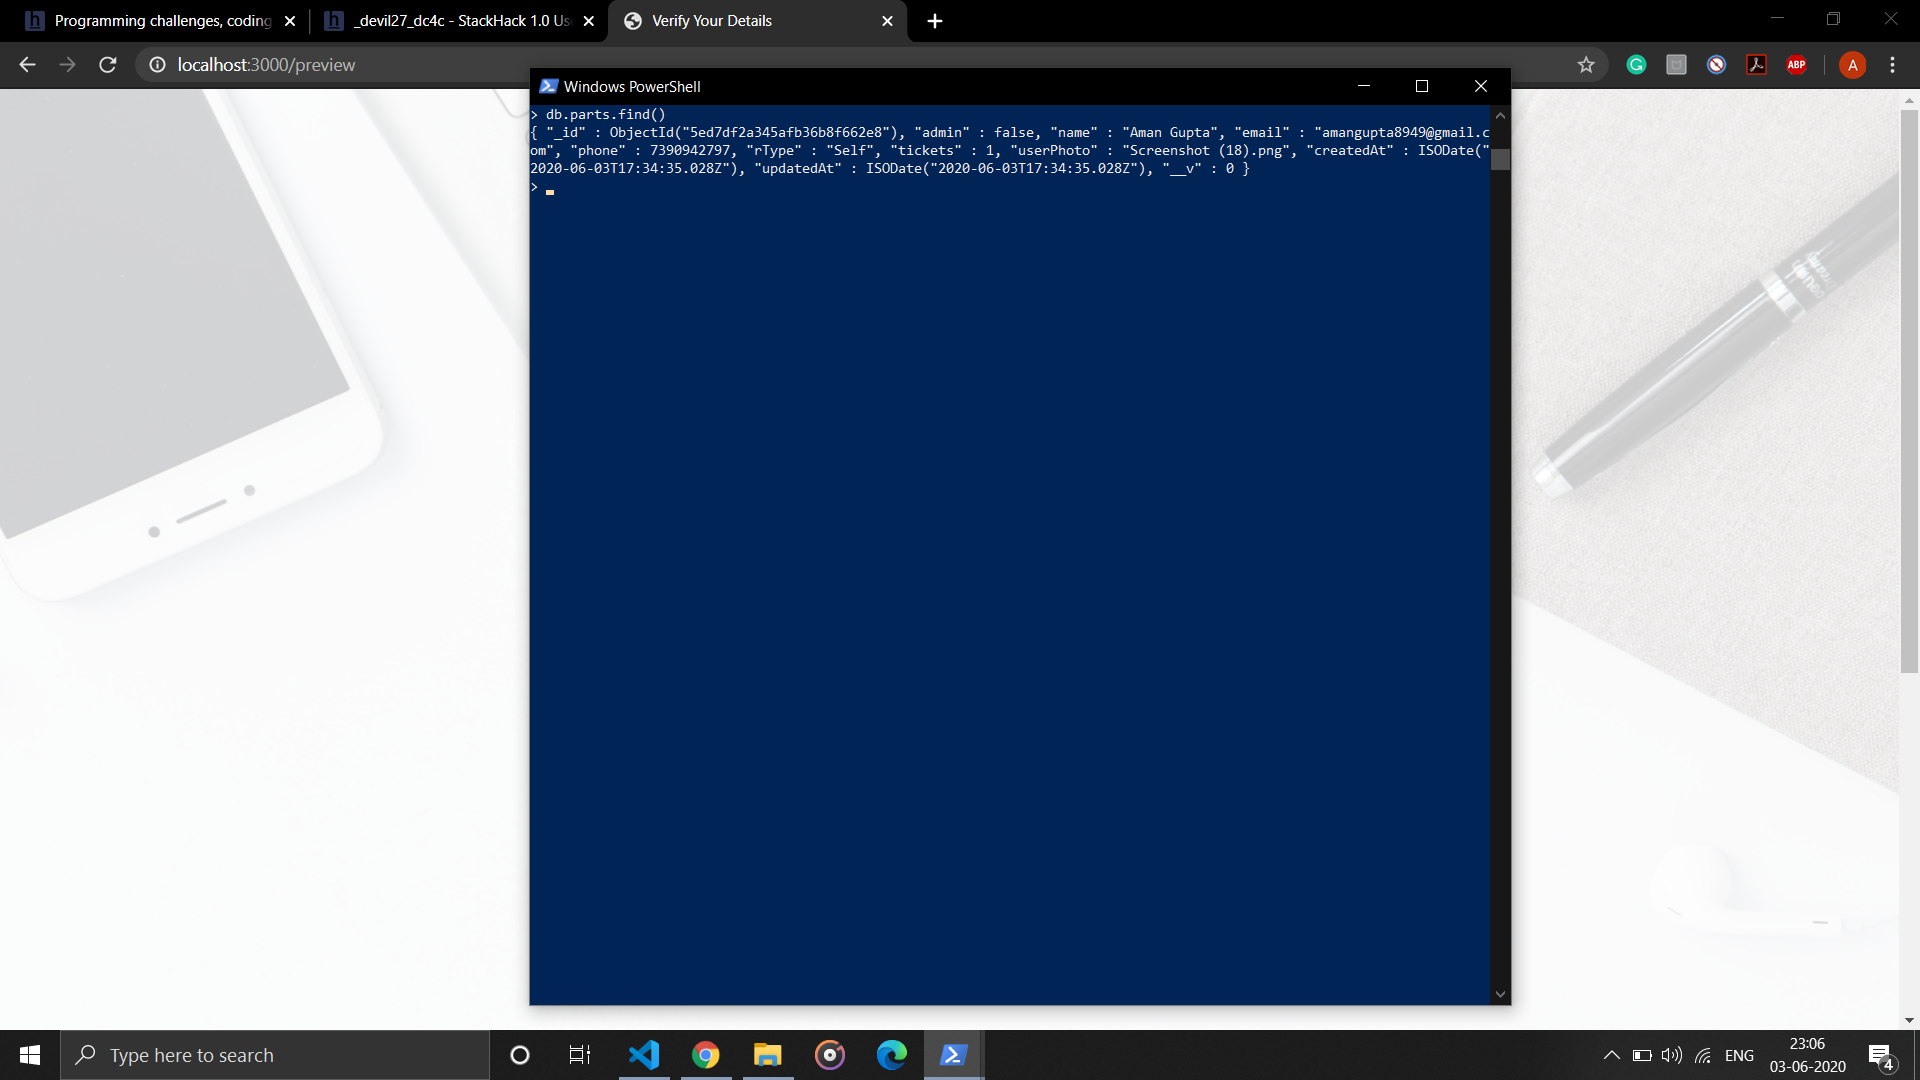 Programming challenges, coding
_devil27_dc4c - StackHack 1.0 Us
Verify Your Details
localhost:3000/preview
ABP
A
Windows PowerShell
> db.parts.find()
{ "_id" : ObjectId("5ed7df2a345afb36b8f662e8"), "admin" : false, "name" : "Aman Gupta", "email" : "amangupta8949@gmail.c
om", "phone" : 7390942797, "rType" : "Self", "tickets" : 1, "userPhoto" : "Screenshot (18).png", "createdAt" : ISODate("
2020-06-03T17:34:35.028Z"), "updatedAt" : ISODate("2020-06-03T17:34:35.028Z"), "__v" : 0 }
>
Type here to search
ENG
23:06
03-06-2020
4